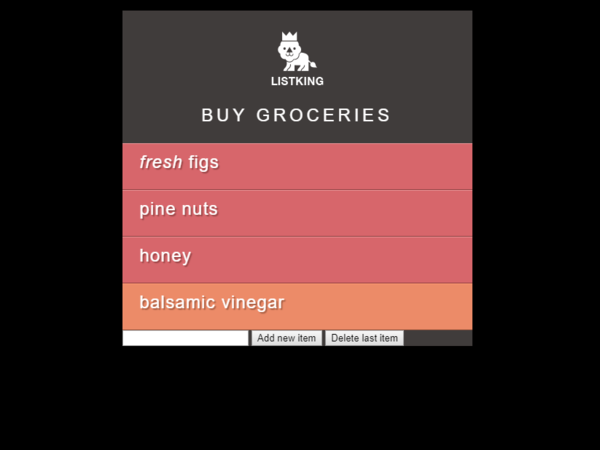 LISTKING
BUY GROCERIES
fresh figs
pine nuts
honey
balsamic vinegar
Add new item Delete last item